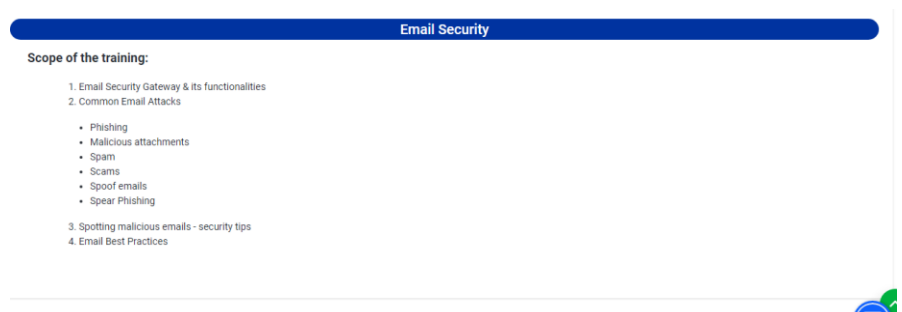 Email Security
Scope of the training:
1. Email Security Gateway & its functionalities
2. Common Email Attacks
• Phishing
• Malicious attachments
• Spam
• Scams
• Spoof emails
• Spear Phishing
3. Spotting malicious emails - security tips
4. Email Best Practices